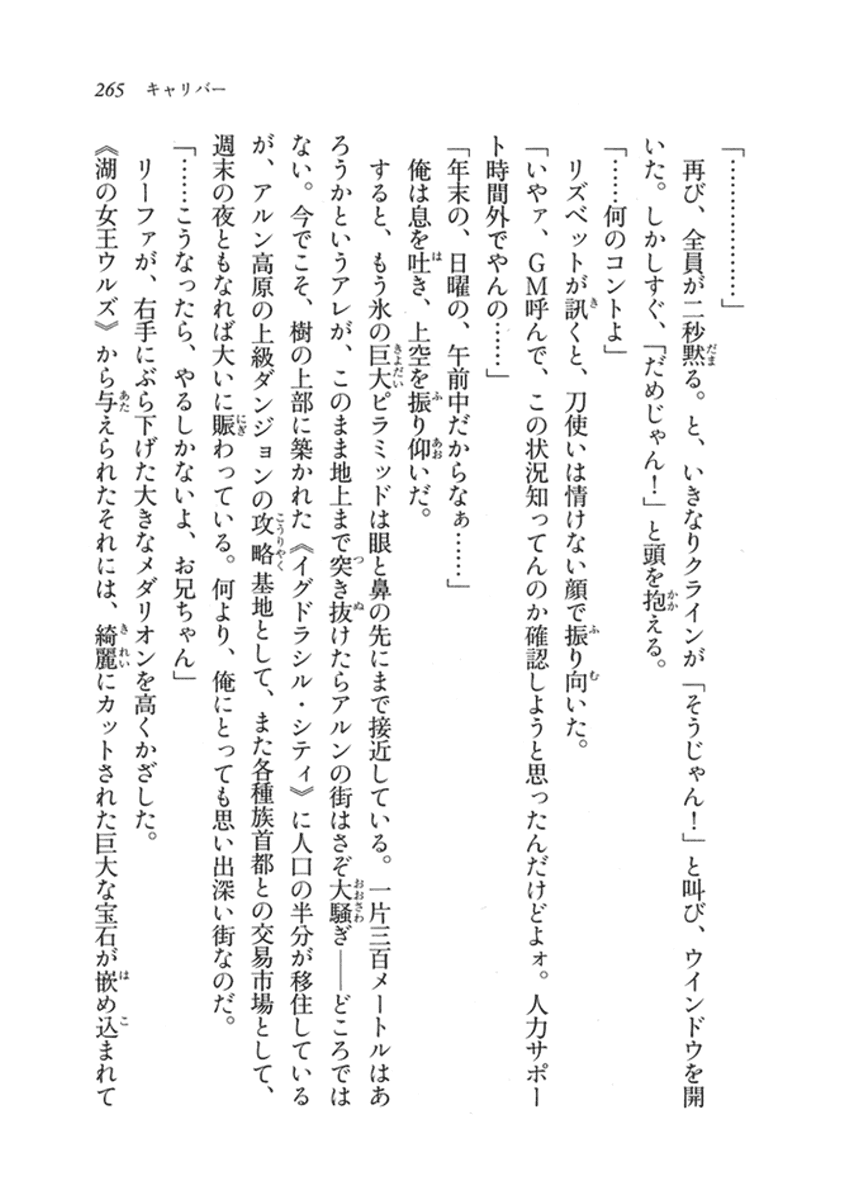 265 キャリバー
「………………」
再び、全員が二秒黙る。と、いきなりクラインが「そうじゃん！」と叫び、ウインドウを開
いた。しかしすぐ、「だめじゃん！」と頭を抱える。
「……何のコントよ」
リズベットが訊くと、刀使いは情けない顔で振り向いた。
「いやァ、ＧＭ呼んで、この状況知ってんのか確認しようと思ったんだけどよォ。人力サポー
ト時間外でやんの……」
「年末の、日曜の、午前中だからなぁ……」
俺は息を吐き、上空を振り仰いだ。
すると、もう氷の巨大ピラミッドは眼と鼻の先にまで接近している。一片三百メートルはあ
ろうかというアレが、このまま地上まで突き抜けたらアルンの街はさぞ大騒ぎ――どころでは
ない。今でこそ、樹の上部に築かれた《イグドラシル・シティ》に人口の半分が移住している
が、アルン高原の上級ダンジョンの攻略基地として、また各種族首都との交易市場として、
週末の夜ともなれば大いに賑わっている。何より、俺にとっても思い出深い街なのだ。
「……こうなったら、やるしかないよ、お兄ちゃん」
リーファが、右手にぶら下げた大きなメダリオンを高くかざした。
《湖の女王ウルズ》から与えられたそれには、綺麗にカットされた巨大な宝石が嵌め込まれて